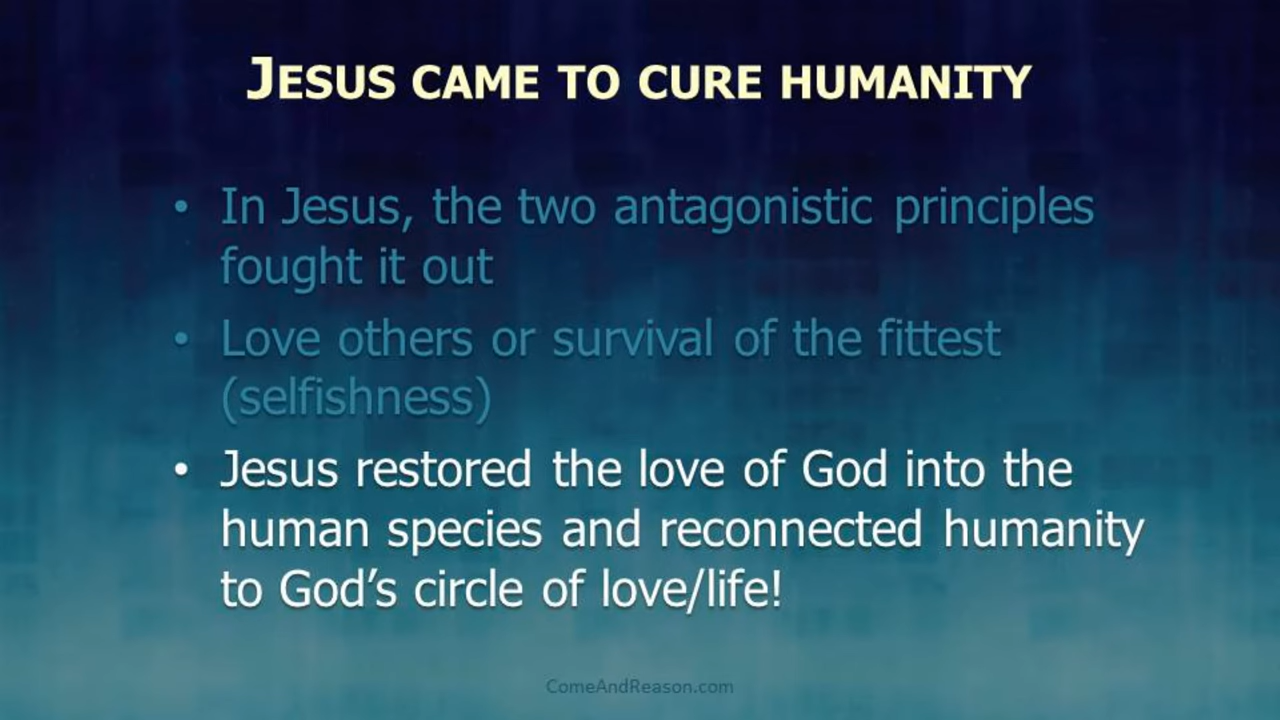 JESUS CAME TO CURE HUMANITY
• In Jesus, the two antagonistic principles
fought it out
• Love others or survival of the fittest
(selfishness)
• Jesus restored the love of God into the
human species and reconnected humanity
to God’s circle of love/life!
ComeAndReason.com